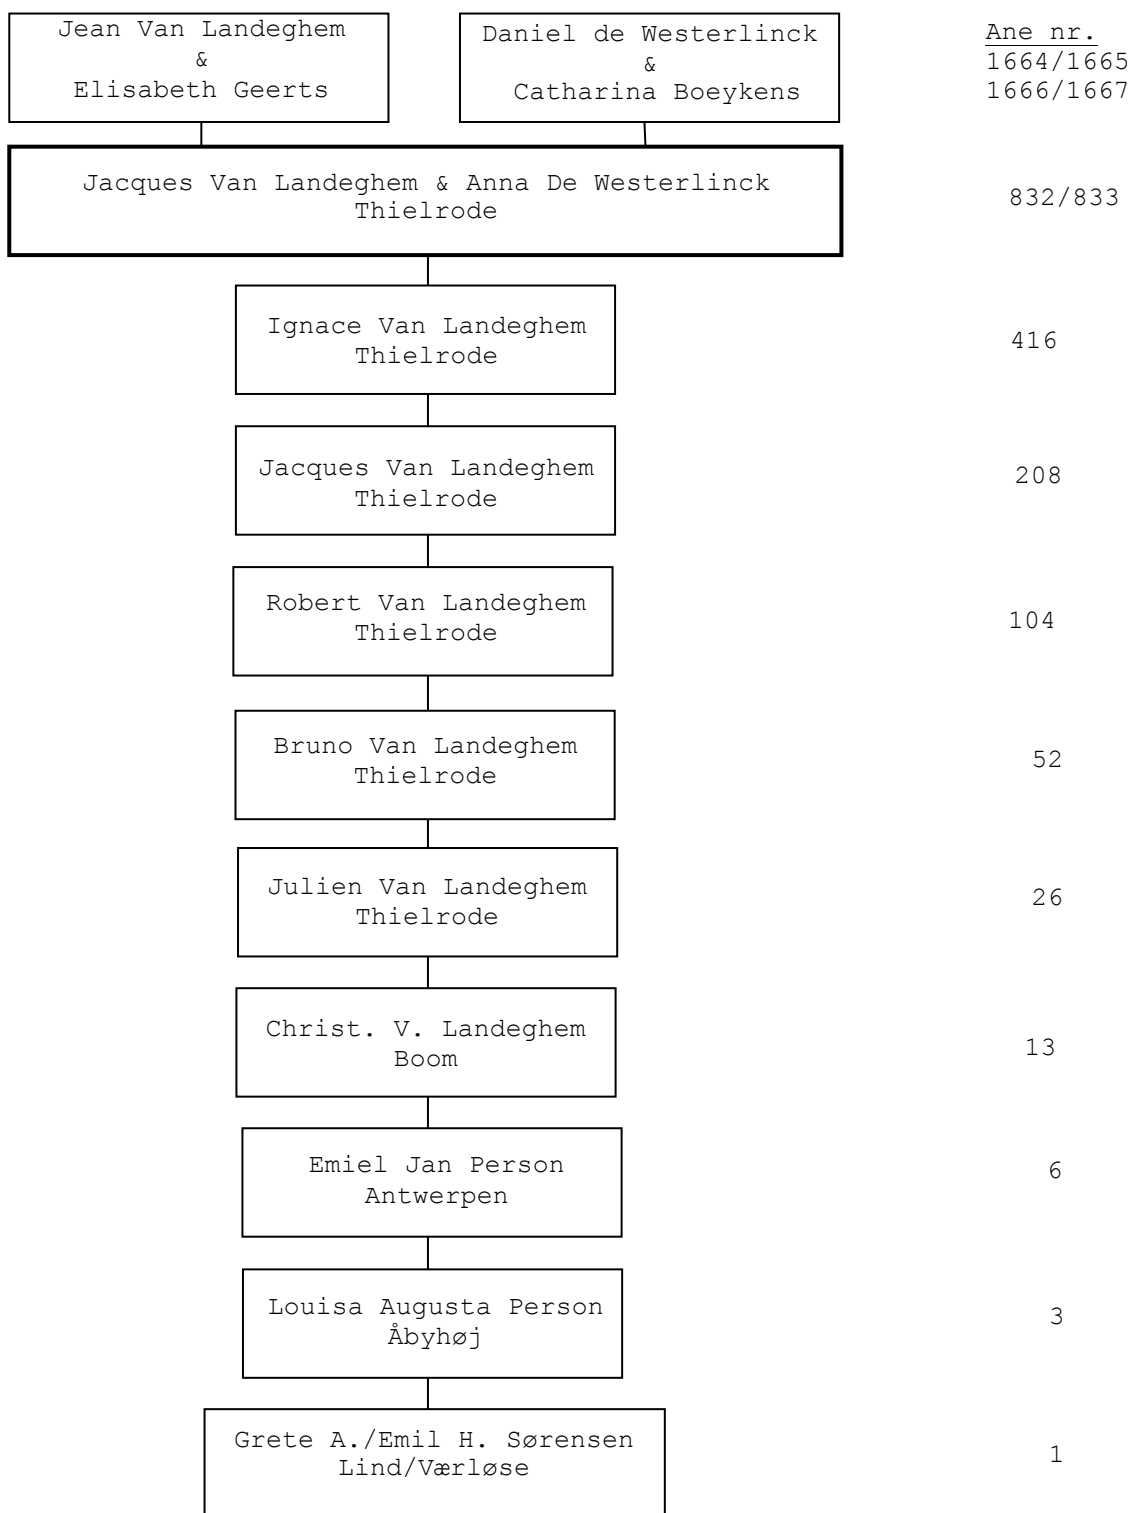 Jean Van Landeghem
&
Elisabeth Geerts
Daniel de Westerlinck
&
Catharina Boeykens
Ane nr.
1664/1665
1666/1667
Jacques Van Landeghem & Anna De Westerlinck
Thielrode
832/833
Ignace Van Landeghem
Thielrode
416
Jacques Van Landeghem
Thielrode
208
Robert Van Landeghem
Thielrode
104
Bruno Van Landeghem
Thielrode
52
Julien Van Landeghem
Thielrode
26
Christ. V. Landeghem
Boom
13
Emiel Jan Person
Antwerpen
6
Louisa Augusta Person
Åbyhøj
3
Grete A./Emil H. Sørensen
Lind/Værløse
1